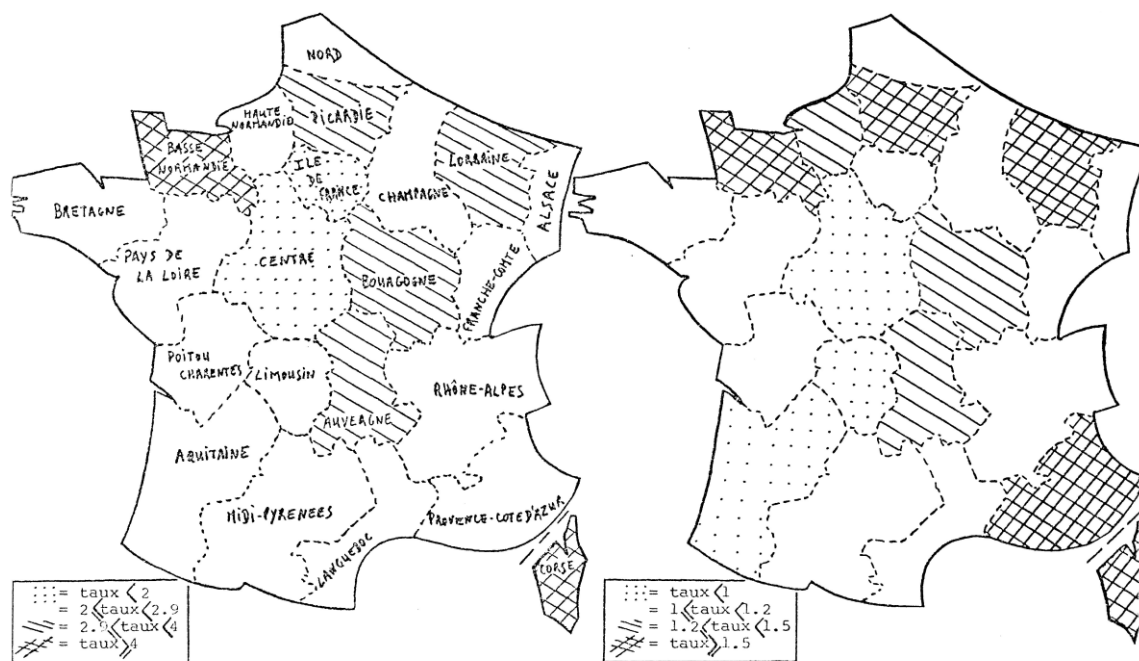 NORD
HAUTE
NORMANDIE
PICARDIE
BASSE
NORMANDIE
ILE
DE
FRANCE
LORRAINE
CHAMPAGNE
ALSACE
BRETAGNE
PAYS DE
LA LOIRE
CENTRE
BOURGOGNE
FRANCHE-COMTE
POITOU
CHARENTES
LIMOUSIN
RHÔNE-ALPES
AUVERGNE
AQUITAINE
MIDI-PYRENEES
LANGUEDOC
PROVENCE-COTE D'AZUR
CORSE
= taux < 2
= 2 ≤ taux < 2.9
= 2.9 ≤ taux < 4
= taux ≥ 4
= taux < 1
= 1 ≤ taux < 1.2
= 1.2 ≤ taux < 1.5
= taux ≥ 1.5